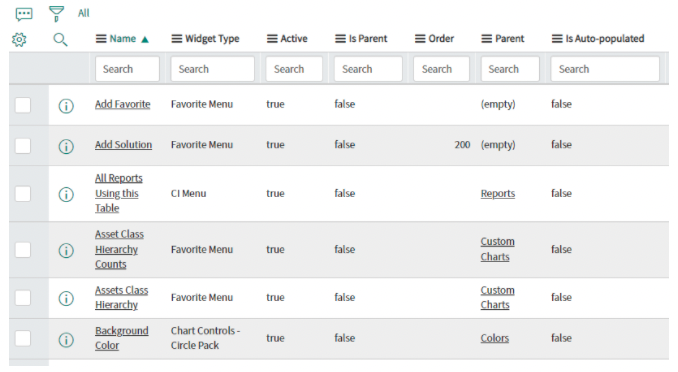 All
Name ▲ Widget Type Active Is Parent Order Parent Is Auto-populated
Search Search Search Search Search Search Search
Add Favorite Favorite Menu true false (empty) false
Add Solution Favorite Menu true false 200 (empty) false
All Reports
Using this CI Menu true false Reports false
Table
Asset Class
Hierarchy Favorite Menu true false Custom false
Counts Charts
Assets Class Favorite Menu true false Custom false
Hierarchy Charts
Background Chart Controls - true false Colors false
Color Circle Pack